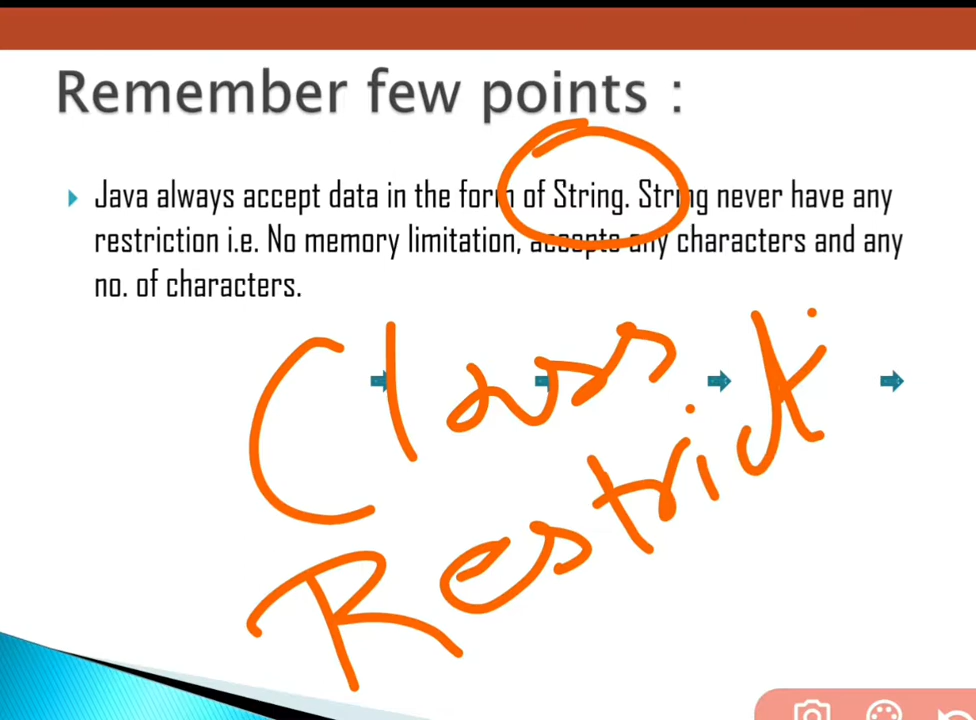 Remember few points :
Java always accept data in the form of String. String never have any
restriction i.e. No memory limitation, accepts any characters and any
no. of characters.
Class
Restrict